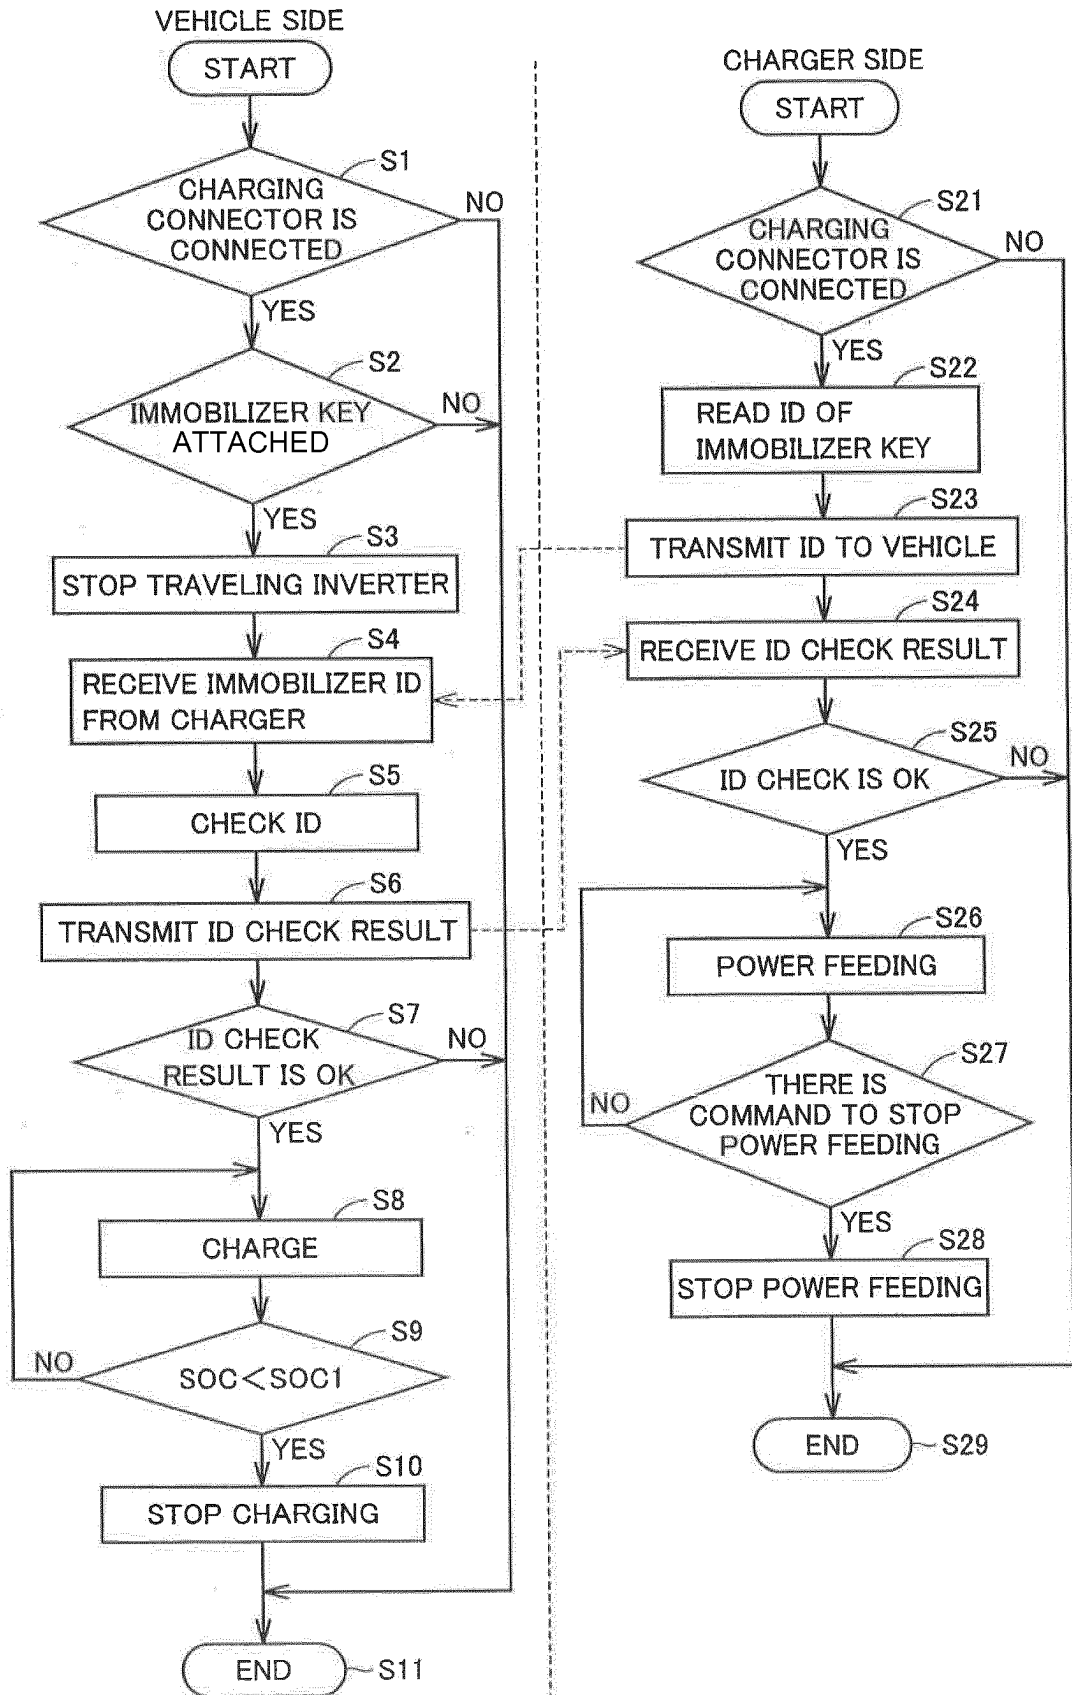 VEHICLE SIDE
START
S1
CHARGING
CONNECTOR IS
CONNECTED
NO
YES
S2
IMMOBILIZER KEY
ATTACHED
NO
YES
S3
STOP TRAVELING INVERTER
S4
RECEIVE IMMOBILIZER ID
FROM CHARGER
S5
CHECK ID
S6
TRANSMIT ID CHECK RESULT
S7
ID CHECK
RESULT IS OK
NO
YES
S8
CHARGE
S9
NO
SOC<SOC1
YES
S10
STOP CHARGING
END
S11
CHARGER SIDE
START
S21
CHARGING
CONNECTOR IS
CONNECTED
NO
YES
S22
READ ID OF
IMMOBILIZER KEY
S23
TRANSMIT ID TO VEHICLE
S24
RECEIVE ID CHECK RESULT
S25
ID CHECK IS OK
NO
YES
S26
POWER FEEDING
S27
THERE IS
COMMAND TO STOP
POWER FEEDING
NO
YES
S28
STOP POWER FEEDING
END
S29